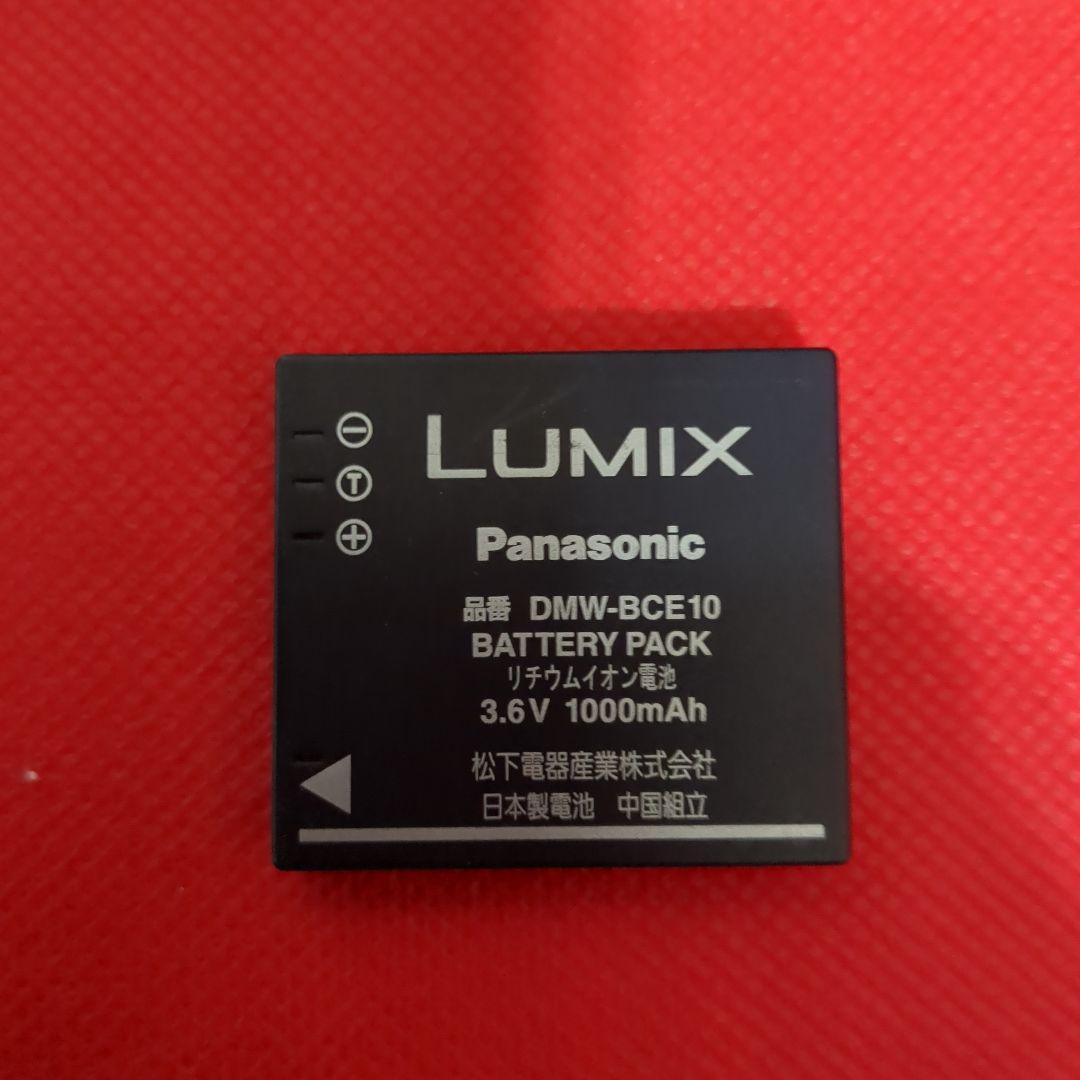 ⊖
Ⓣ
⊕
LUMIX
Panasonic
品番 DMW-BCE10
BATTERY PACK
リチウムイオン電池
3.6V 1000mAh
松下電器産業株式会社
日本製電池 中国組立